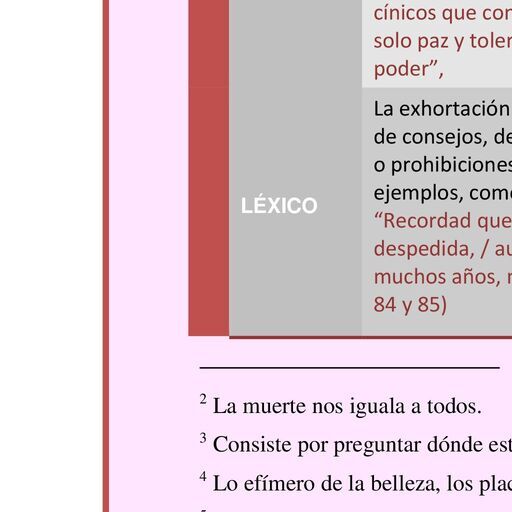 cínicos que con
solo paz y toler
poder”,
La exhortación
de consejos, de
o prohibiciones
ejemplos, como
LÉXICO
“Recordad que
despedida, / au
muchos años, n
84 y 85)
2 La muerte nos iguala a todos.
3 Consiste por preguntar dónde est
4 Lo efímero de la belleza, los plac